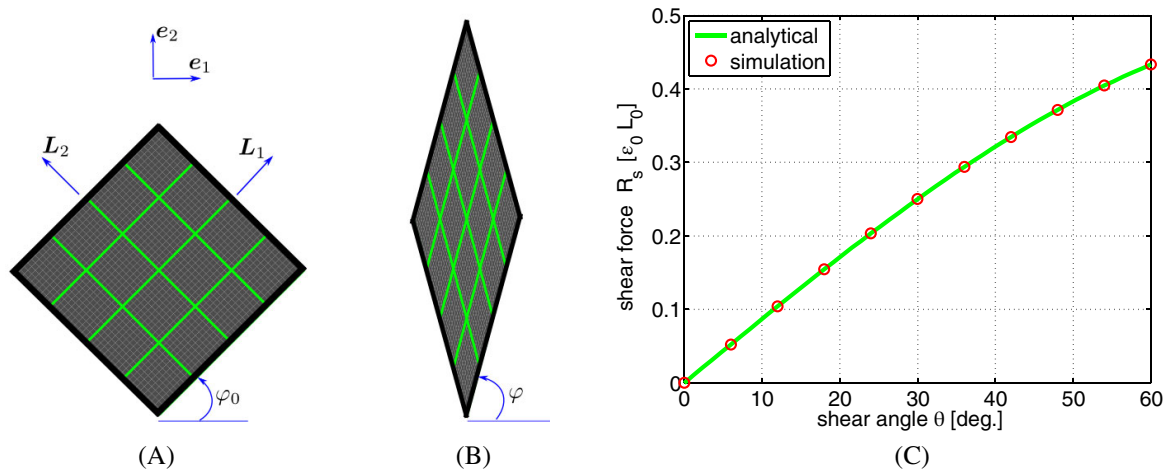 e₂
e₁
L₂
L₁
φ₀
(A)
φ
(B)
0.5
0.4
0.3
0.2
0.1
0
shear force R_s [ε₀ L₀]
analytical
simulation
0 10 20 30 40 50 60
shear angle θ [deg.]
(C)